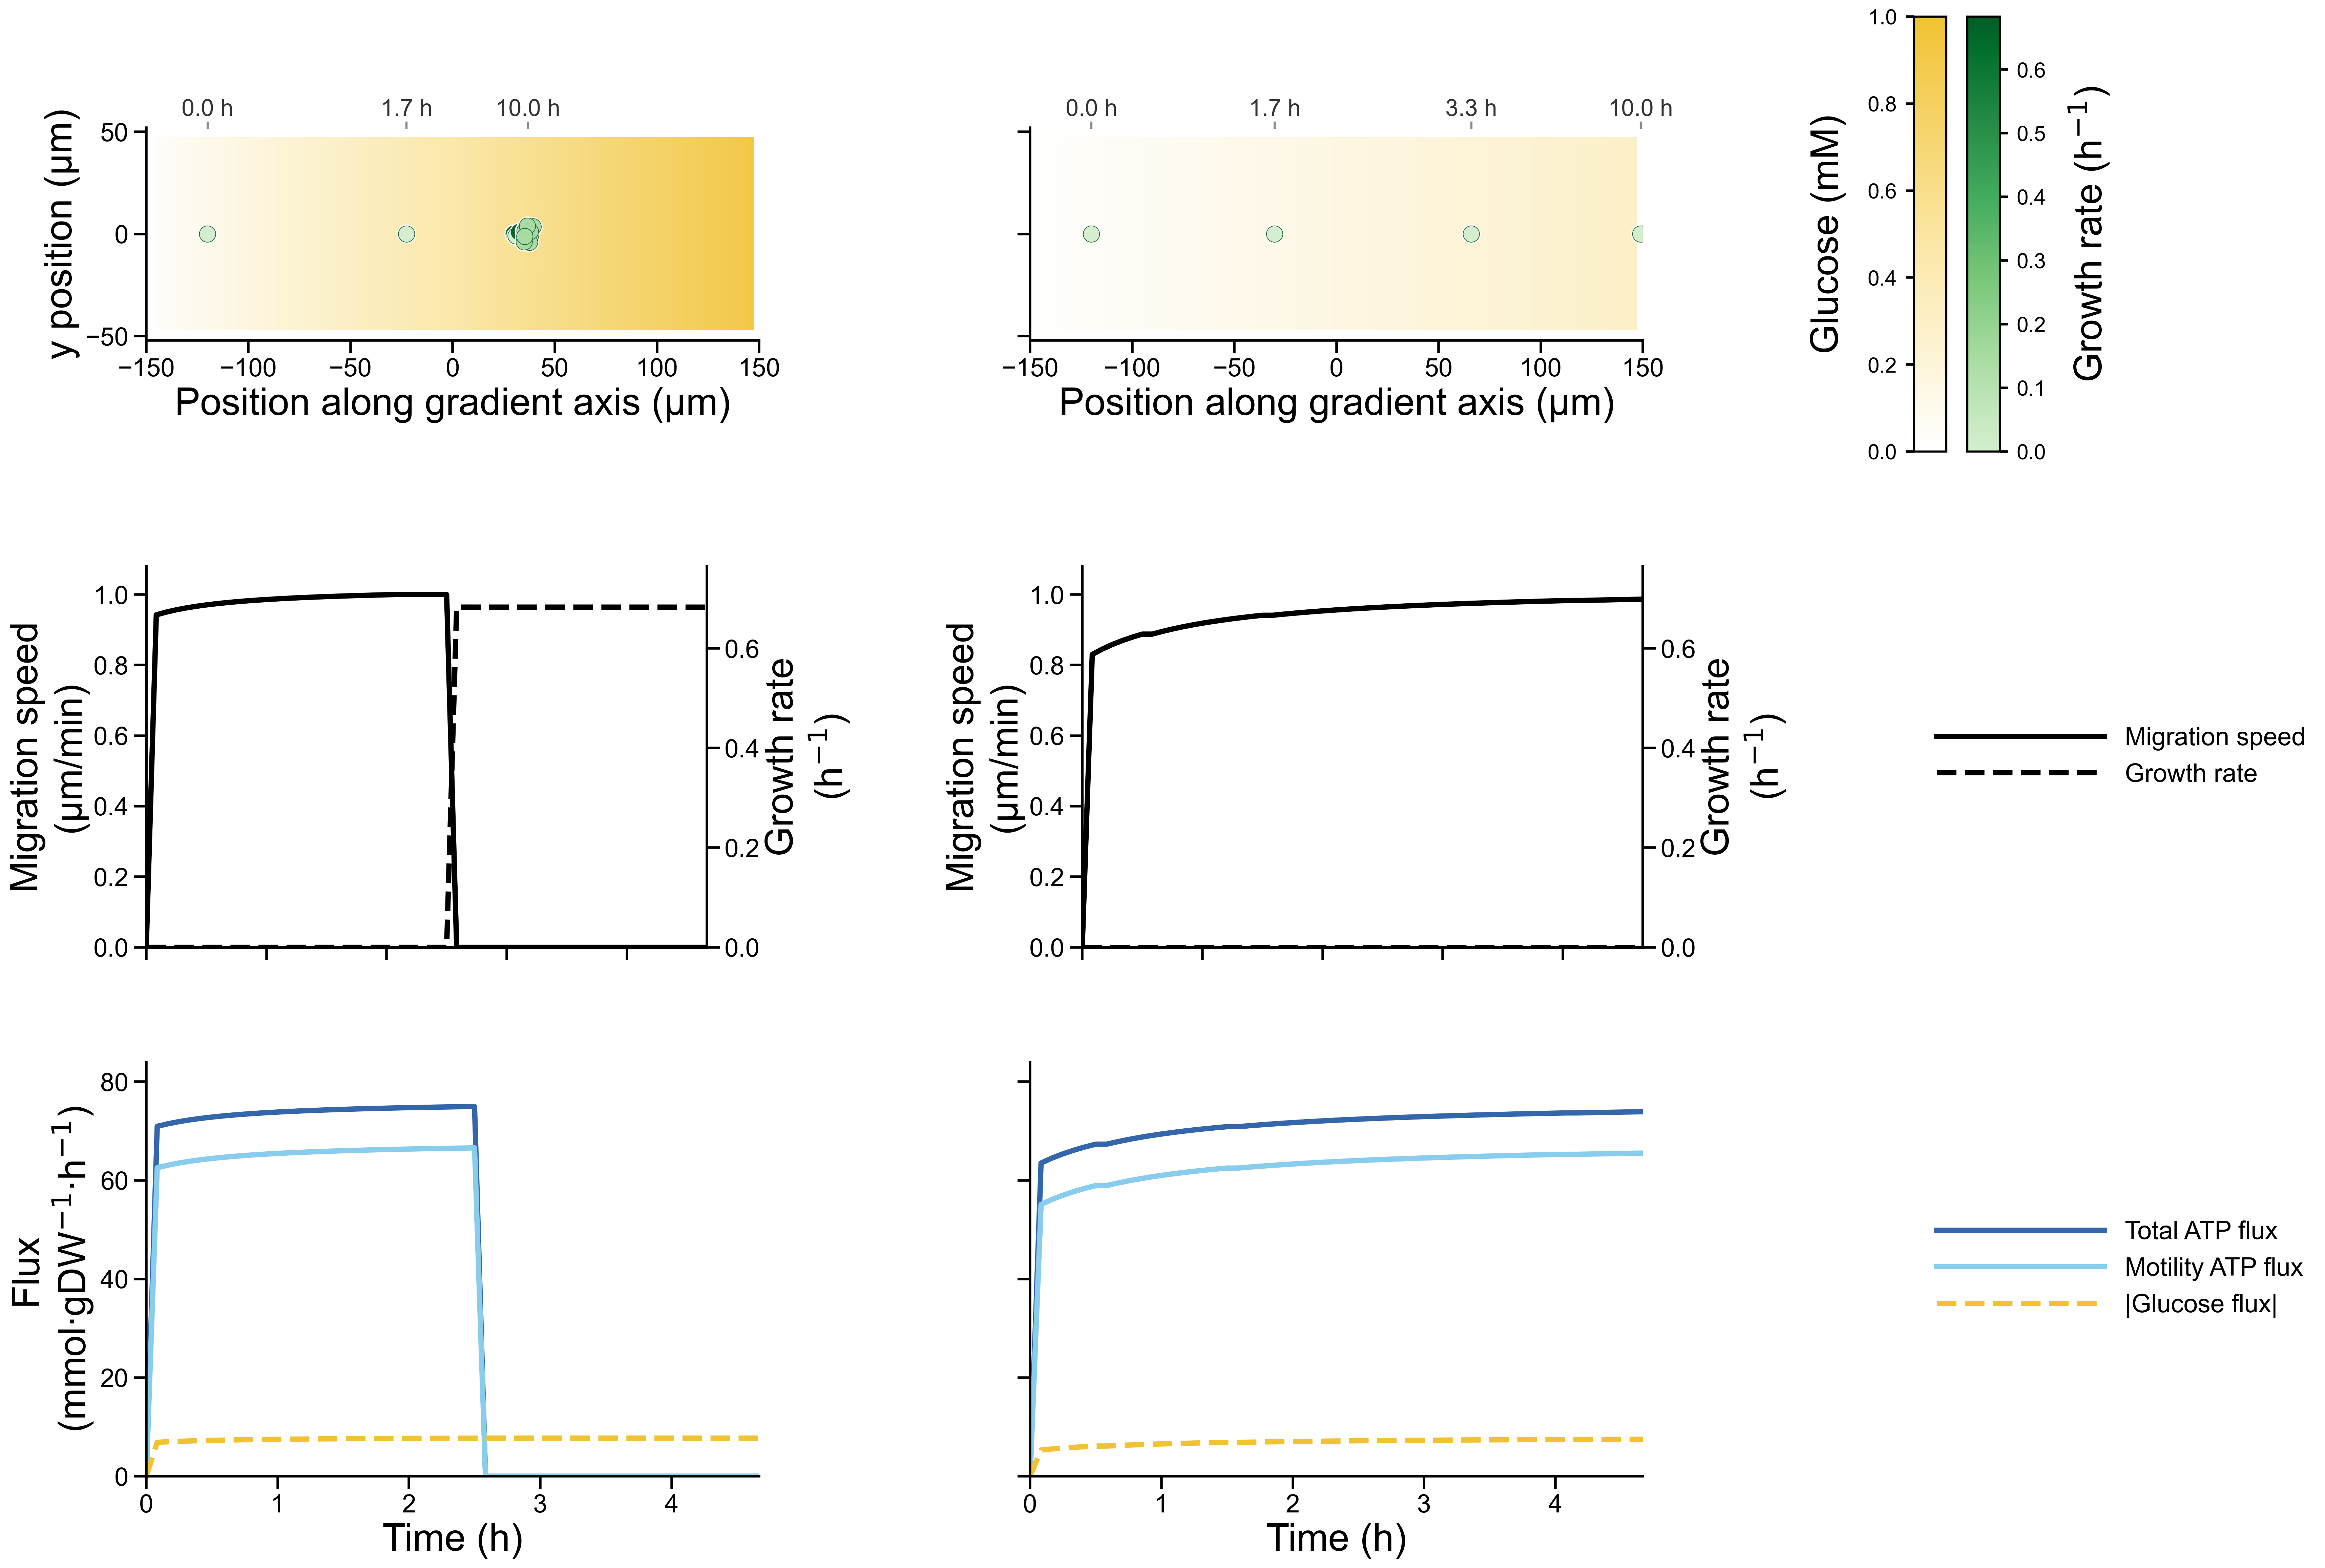 0.0 h 1.7 h 10.0 h
y position (μm)
50
0
−50
−150 −100 −50 0 50 100 150
Position along gradient axis (μm)
0.0 h 1.7 h 3.3 h 10.0 h
−150 −100 −50 0 50 100 150
Position along gradient axis (μm)
Glucose (mM)
1.0
0.8
0.6
0.4
0.2
0.0
0.6
0.5
0.4
0.3
0.2
0.1
0.0
Growth rate (h⁻¹)
Migration speed
(μm/min)
1.0
0.8
0.6
0.4
0.2
0.0
0.6
0.4
0.2
0.0
Growth rate
(h⁻¹)
Migration speed
(μm/min)
1.0
0.8
0.6
0.4
0.2
0.0
0.6
0.4
0.2
0.0
Growth rate
(h⁻¹)
Migration speed
Growth rate
Flux
(mmol·gDW⁻¹·h⁻¹)
80
60
40
20
0
0 1 2 3 4
Time (h)
0 1 2 3 4
Time (h)
Total ATP flux
Motility ATP flux
|Glucose flux|